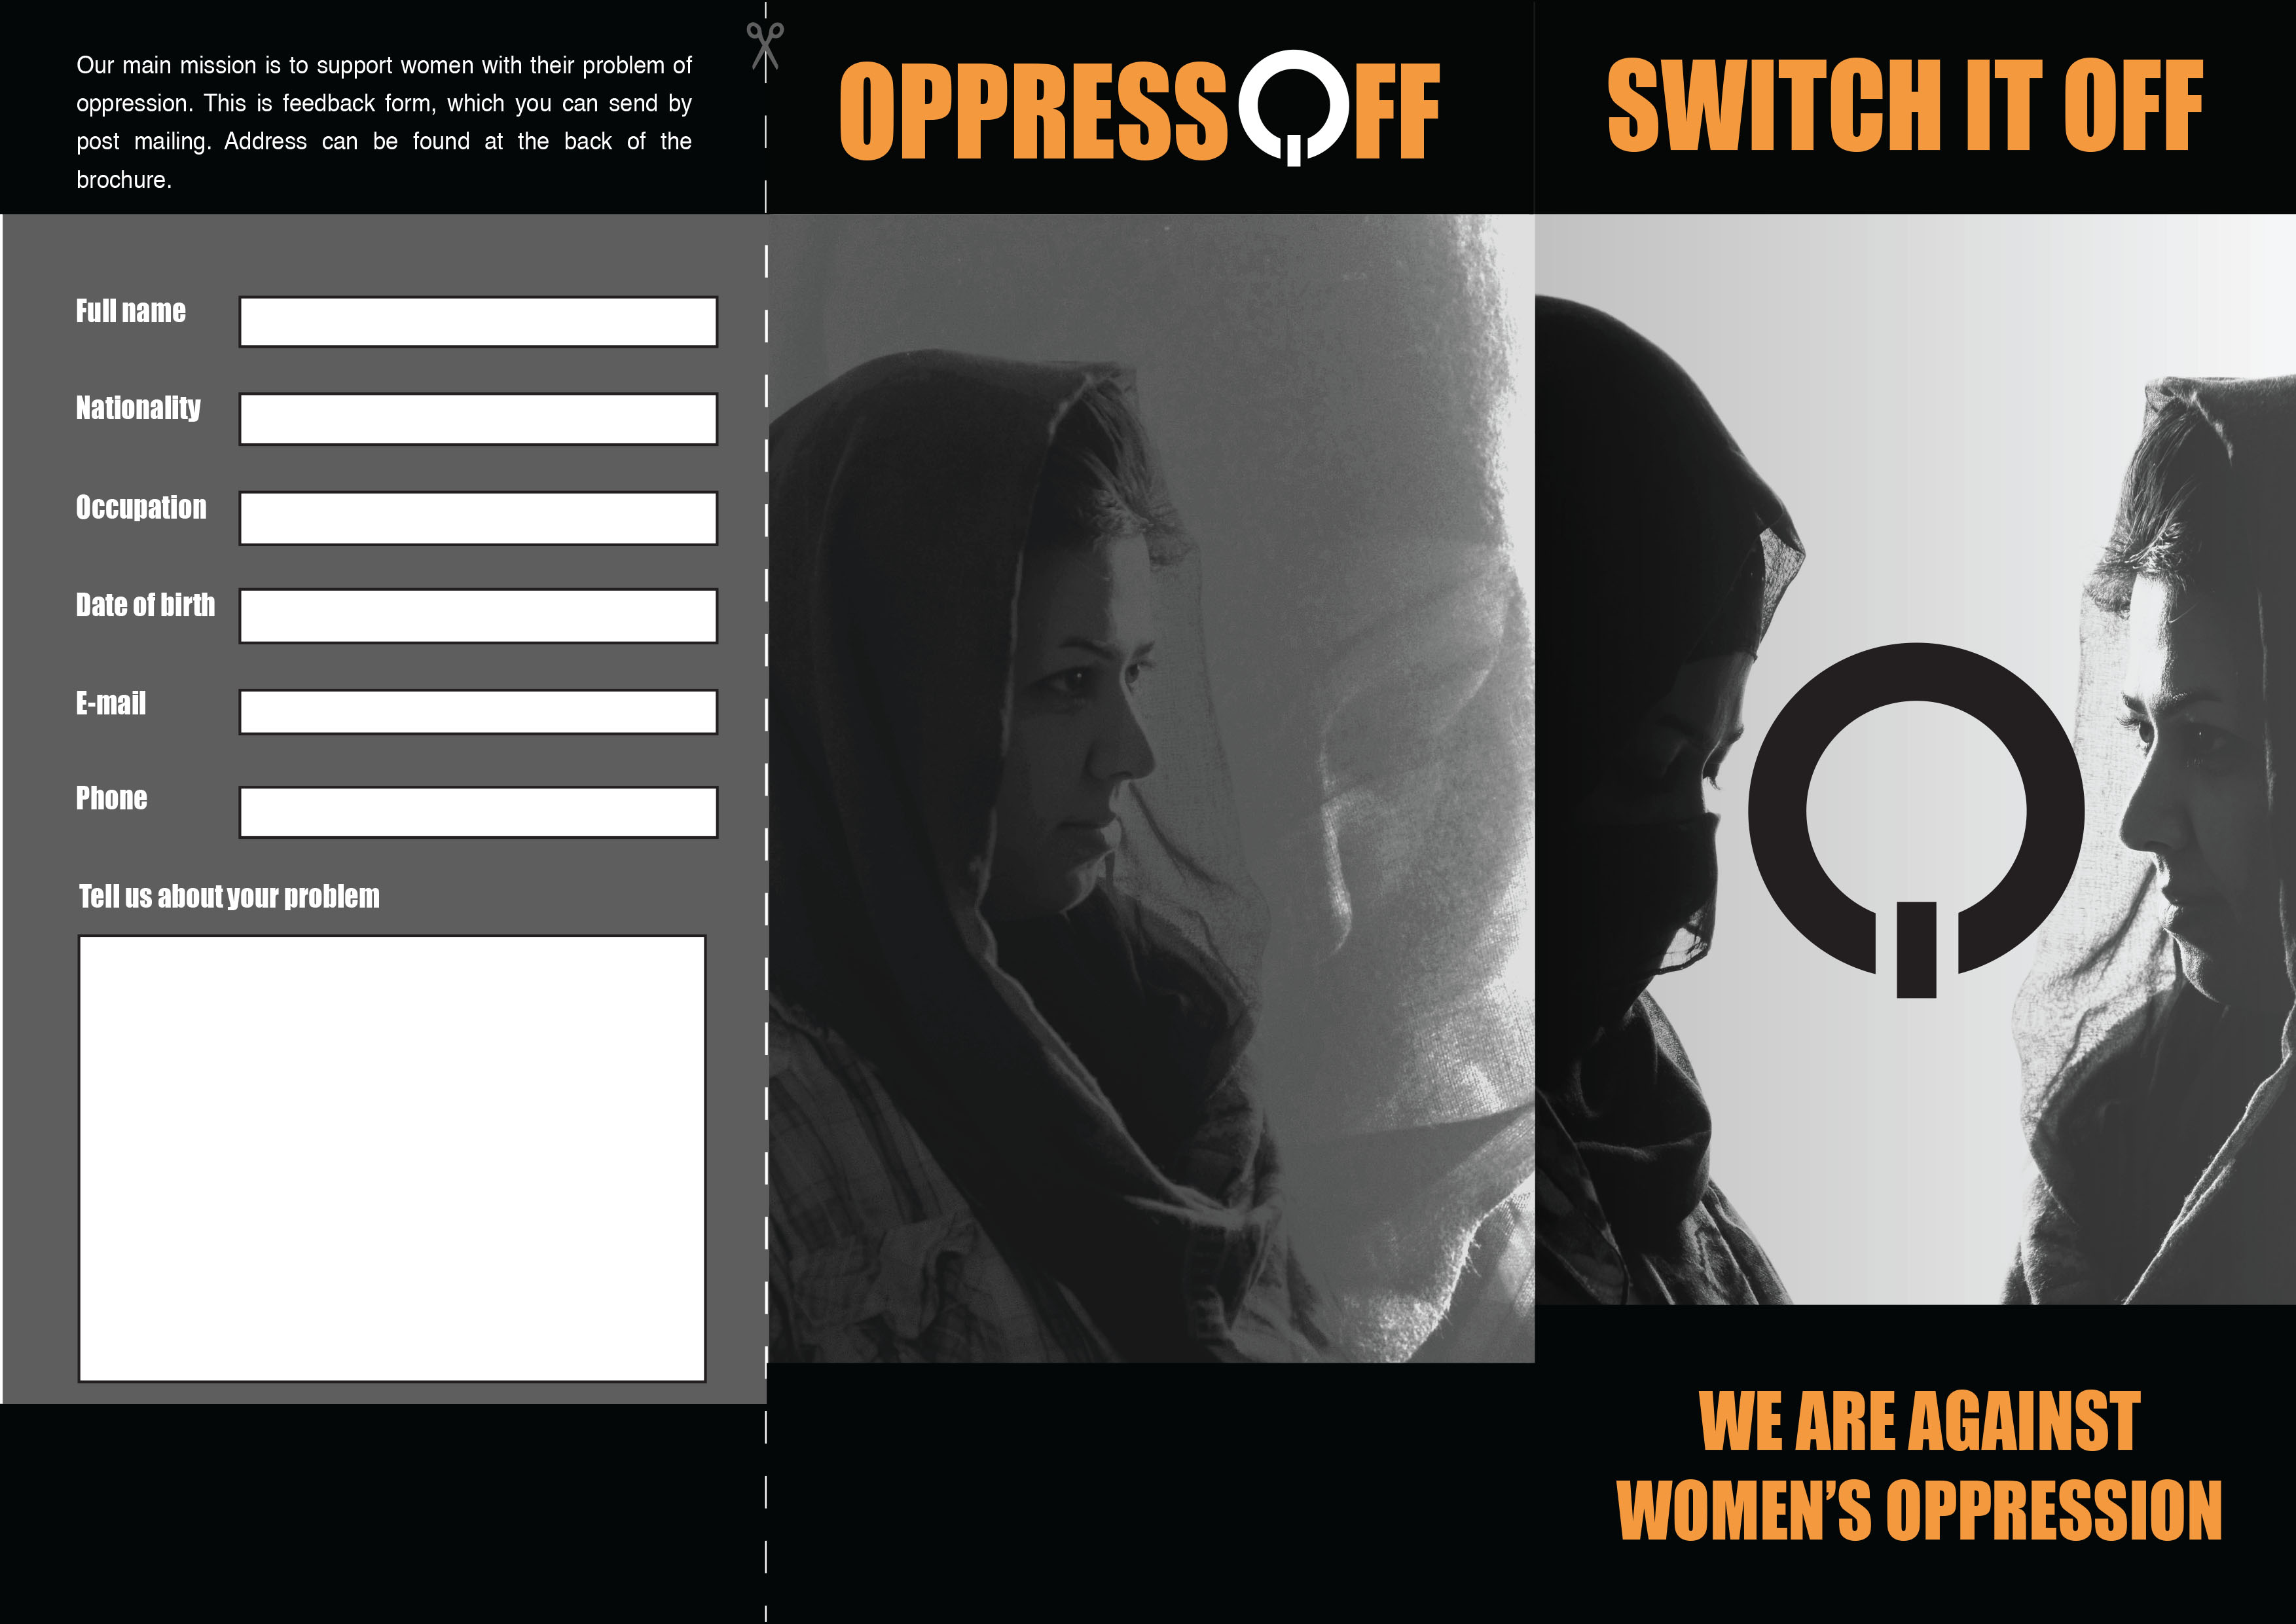 Our main mission is to support women with their problem of
oppression. This is feedback form, which you can send by
post mailing. Address can be found at the back of the
brochure.
Full name
Nationality
Occupation
Date of birth
E-mail
Phone
Tell us about your problem
OPPRESSOFF
SWITCH IT OFF
WE ARE AGAINST
WOMEN’S OPPRESSION